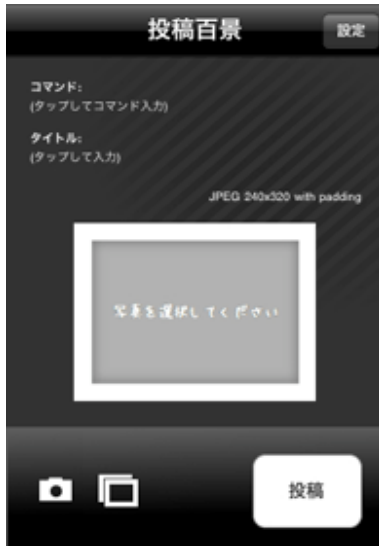 投稿百景
設定
コマンド:
(タップしてコマンド入力)
タイトル:
(タップして入力)
JPEG 240x320 with padding
写真を選択してください
投稿